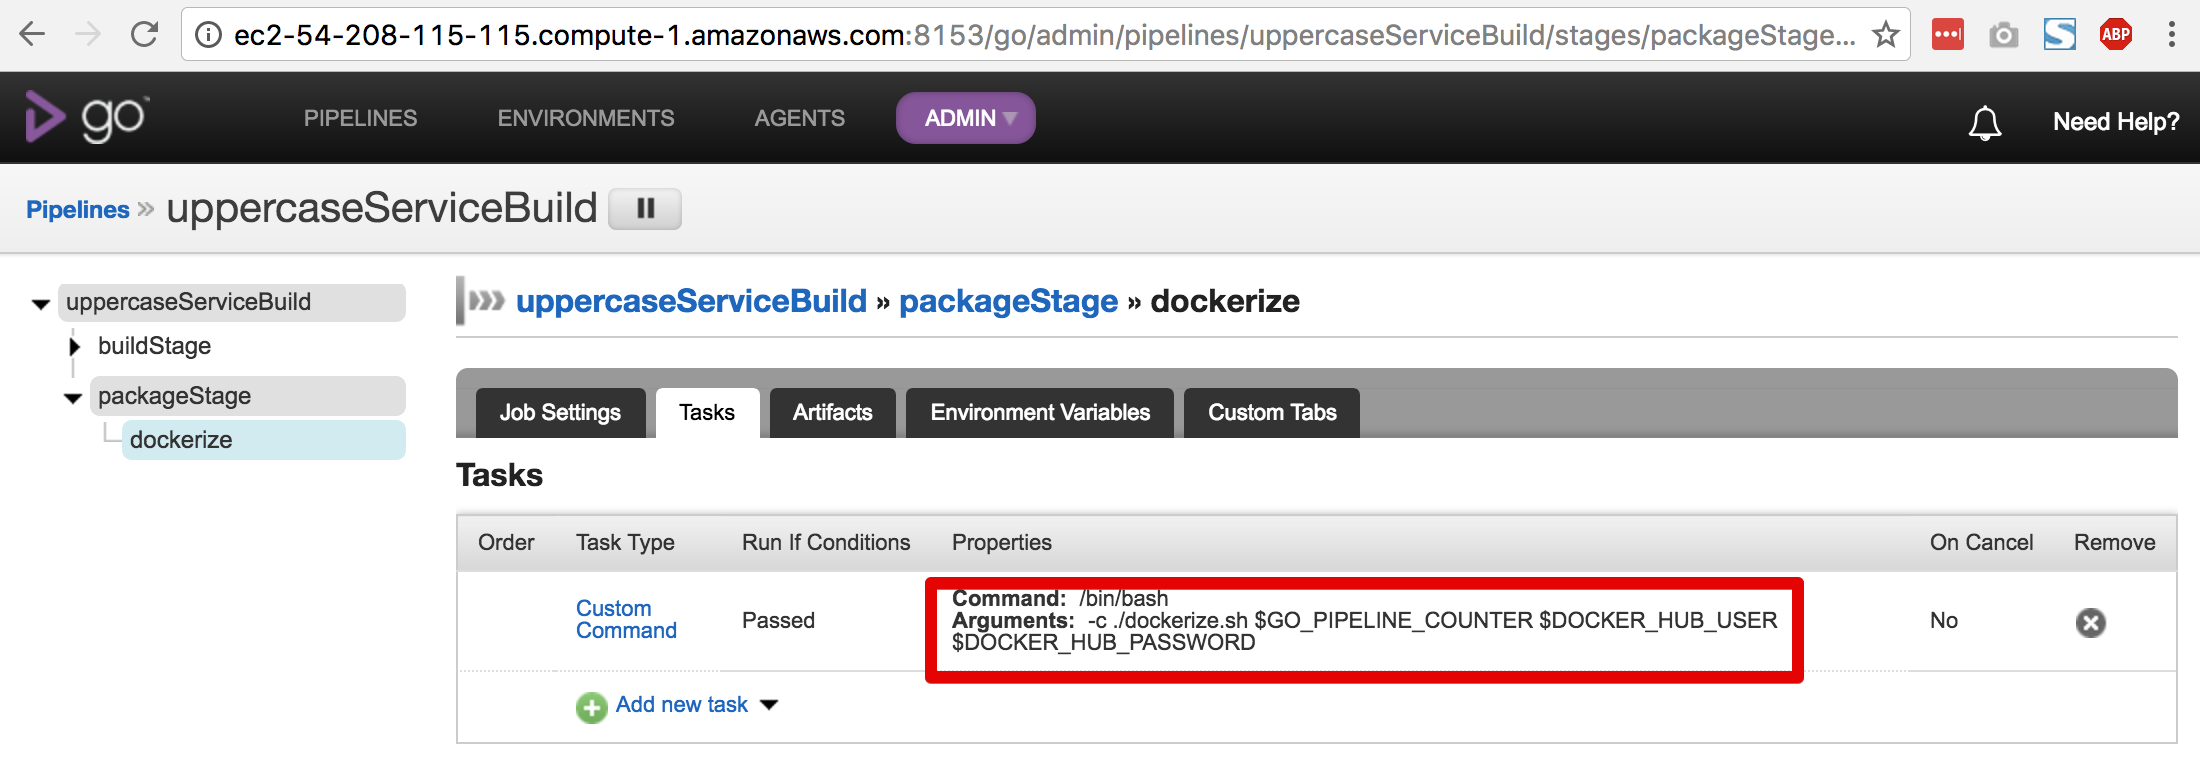 ec2-54-208-115-115.compute-1.amazonaws.com:8153/go/admin/pipelines/uppercaseServiceBuild/stages/packageStage...
ABP
go™
PIPELINES ENVIRONMENTS AGENTS ADMIN Need Help?
Pipelines » uppercaseServiceBuild
uppercaseServiceBuild
buildStage
packageStage
dockerize
uppercaseServiceBuild » packageStage » dockerize
Job Settings Tasks Artifacts Environment Variables Custom Tabs
Tasks
Order Task Type Run If Conditions Properties On Cancel Remove
Custom
Command
Passed
Command: /bin/bash
Arguments: -c ./dockerize.sh $GO_PIPELINE_COUNTER $DOCKER_HUB_USER
$DOCKER_HUB_PASSWORD
No
Add new task